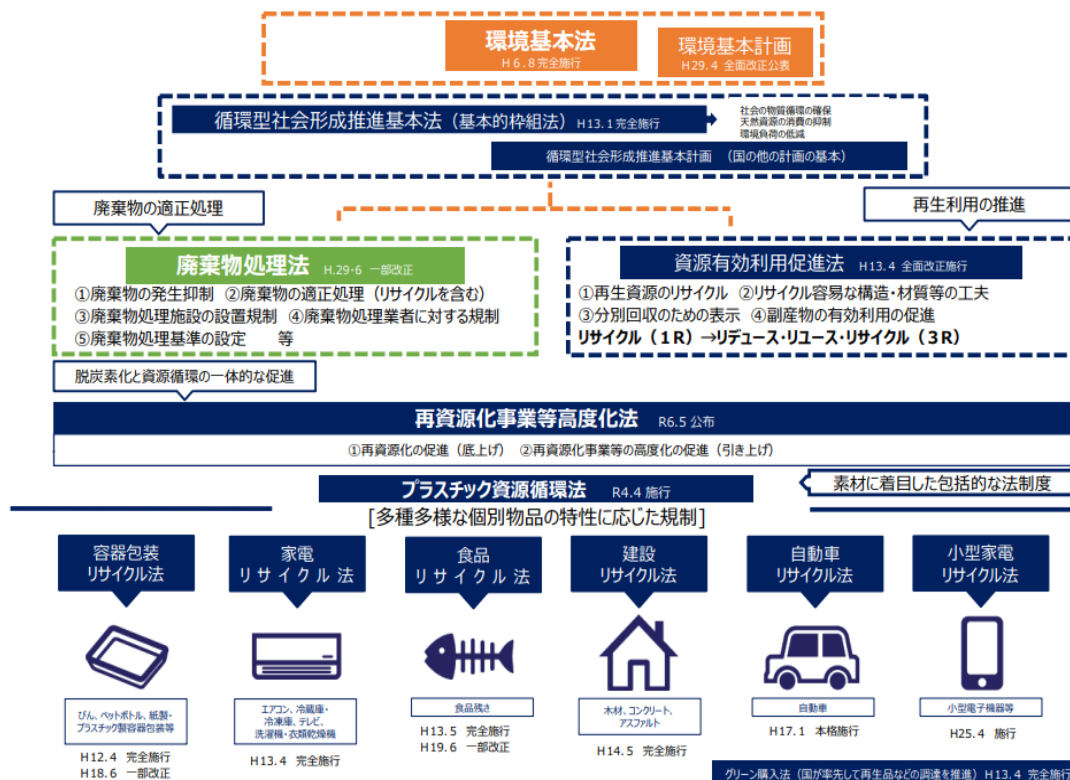 環境基本法
H6.8完全施行
環境基本計画
H29.4 全面改正公表
循環型社会形成推進基本法（基本的枠組法） H13.1完全施行
社会の物質循環の確保
天然資源の消費の抑制
環境負荷の低減
循環型社会形成推進基本計画 （国の他の計画の基本）
廃棄物の適正処理
再生利用の推進
廃棄物処理法 H.29・6 一部改正
①廃棄物の発生抑制 ②廃棄物の適正処理（リサイクルを含む）
③廃棄物処理施設の設置規制 ④廃棄物処理業者に対する規制
⑤廃棄物処理基準の設定 等
資源有効利用促進法 H13.4 全面改正施行
①再生資源のリサイクル ②リサイクル容易な構造・材質等の工夫
③分別回収のための表示 ④副産物の有効利用の促進
リサイクル（１R）→リデュース・リユース・リサイクル（３R）
脱炭素化と資源循環の一体的な促進
再資源化事業等高度化法 R6.5公布
①再資源化の促進（底上げ） ②再資源化事業等の高度化の促進（引き上げ）
プラスチック資源循環法 R4.4 施行
素材に着目した包括的な法制度
[多種多様な個別物品の特性に応じた規制]
容器包装
リサイクル法
家電
リサイクル法
食品
リサイクル法
建設
リサイクル法
自動車
リサイクル法
小型家電
リサイクル法
びん、ペットボトル、紙製・
プラスチック製容器包装等
エアコン、冷蔵庫・
冷凍庫、テレビ、
洗濯機・衣類乾燥機
食品残さ
木材、コンクリート、
アスファルト
自動車
小型電子機器等
H12.4 完全施行
H18.6 一部改正
H13.4 完全施行
H13.5 完全施行
H19.6 一部改正
H14.5 完全施行
H17.1 本格施行
H25.4 施行
グリーン購入法（国が率先して再生品などの調達を推進）H13.4 完全施行